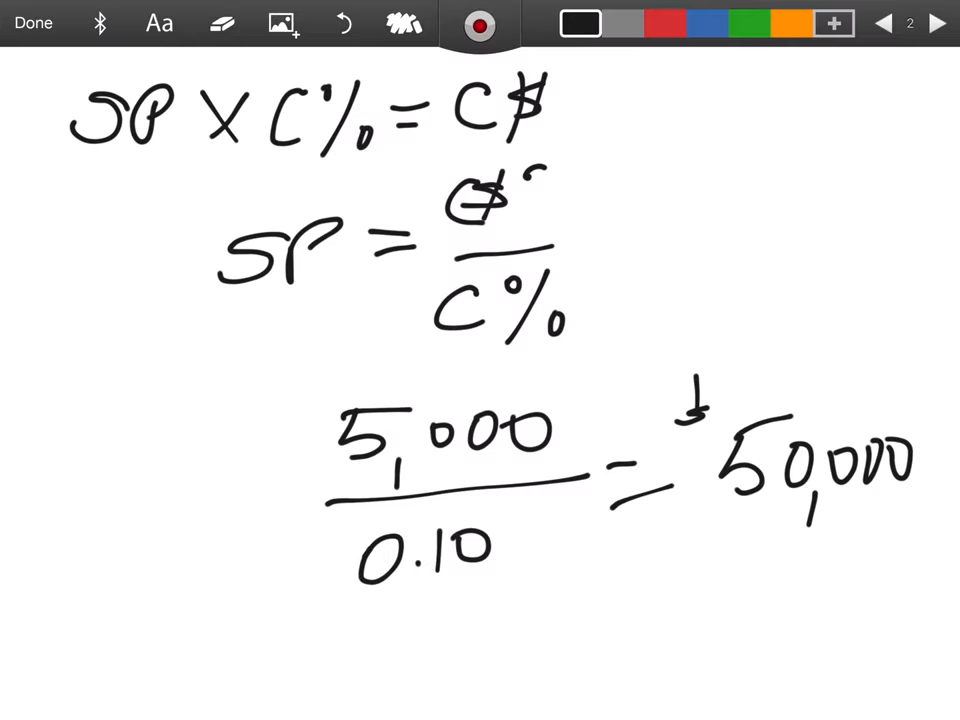 Done Aa 2
SP X C% = C$
SP = C$ / C%
5,000 / 0.10 = $ 50,000